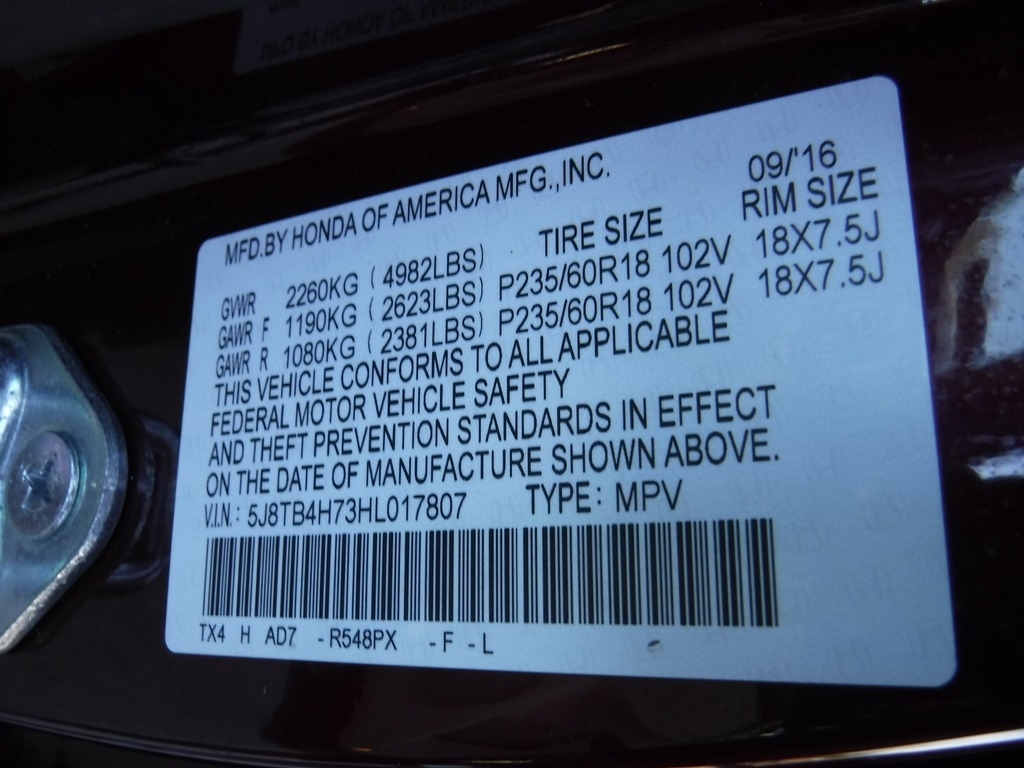 MFD.BY HONDA OF AMERICA MFG.,INC. 09/'16
TIRE SIZE RIM SIZE
GVWR 2260KG (4982LBS)
GAWR F 1190KG (2623LBS) P235/60R18 102V 18X7.5J
GAWR R 1080KG (2381LBS) P235/60R18 102V 18X7.5J
THIS VEHICLE CONFORMS TO ALL APPLICABLE
FEDERAL MOTOR VEHICLE SAFETY
AND THEFT PREVENTION STANDARDS IN EFFECT
ON THE DATE OF MANUFACTURE SHOWN ABOVE.
V.I.N.: 5J8TB4H73HL017807 TYPE: MPV
TX4 H AD7 -R548PX -F -L